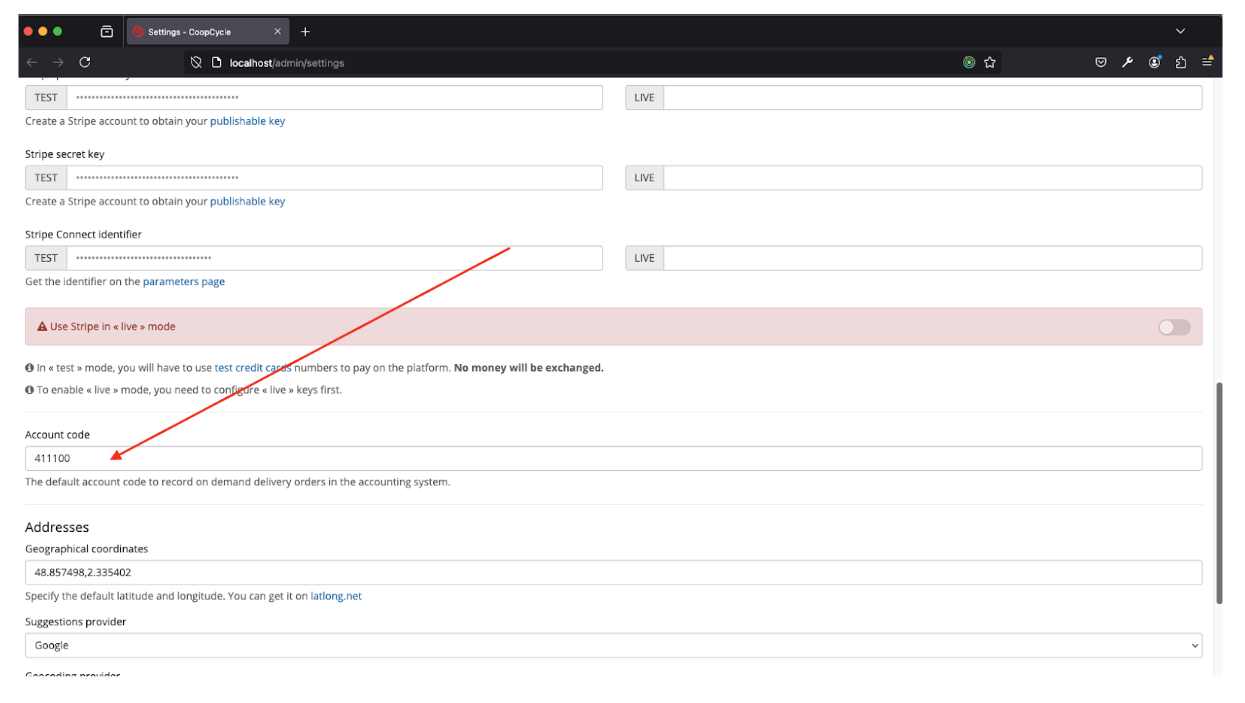 Settings - CoopCycle
localhost/admin/settings
TEST ••••••••••••••••••••••••••••••••••••••••••
LIVE
Create a Stripe account to obtain your publishable key
Stripe secret key
TEST ••••••••••••••••••••••••••••••••••••••••••
LIVE
Create a Stripe account to obtain your publishable key
Stripe Connect identifier
TEST •••••••••••••••••••••••••••••••••••
LIVE
Get the identifier on the parameters page
Use Stripe in « live » mode
In « test » mode, you will have to use test credit cards numbers to pay on the platform. No money will be exchanged.
To enable « live » mode, you need to configure « live » keys first.
Account code
411100
The default account code to record on demand delivery orders in the accounting system.
Addresses
Geographical coordinates
48.857498,2.335402
Specify the default latitude and longitude. You can get it on latlong.net
Suggestions provider
Google
Geocoding provider